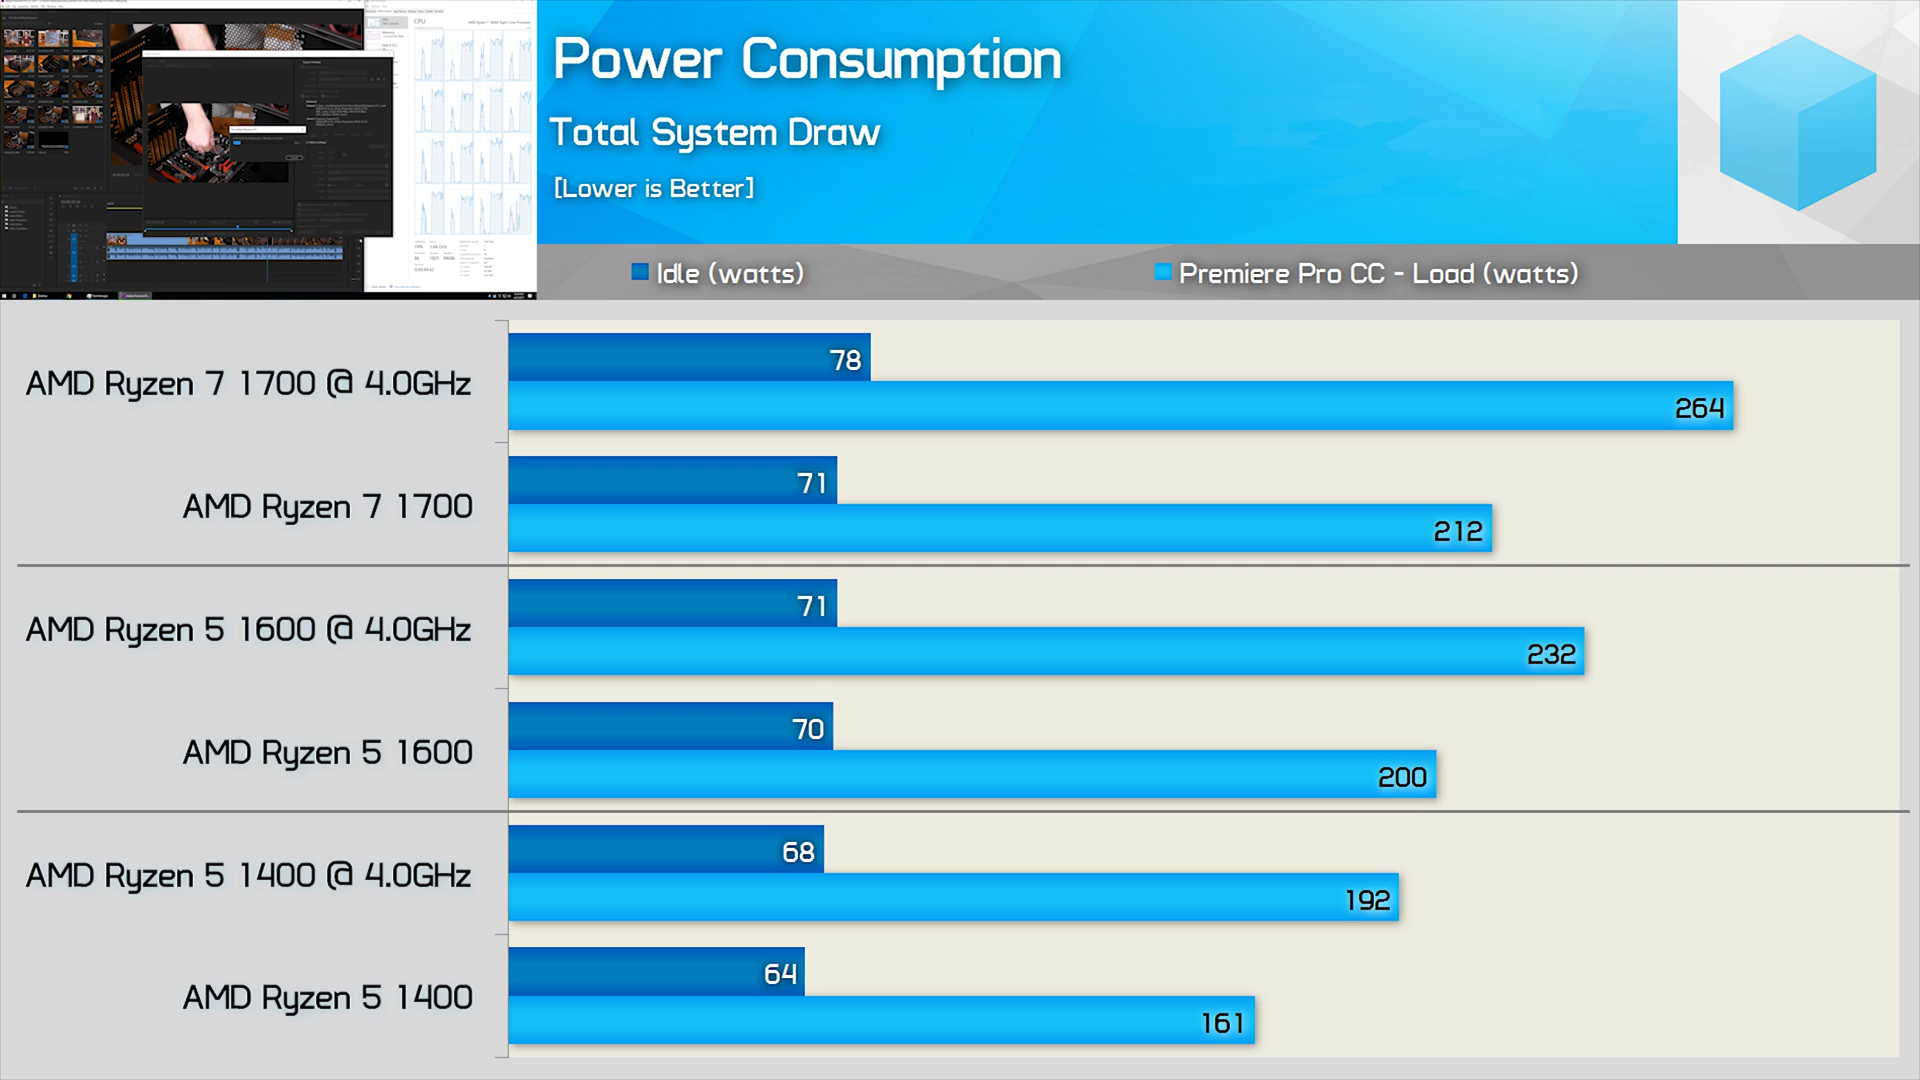 CPU
Power Consumption
Total System Draw
[Lower is Better]
Idle (watts)
Premiere Pro CC - Load (watts)
AMD Ryzen 7 1700 @ 4.0GHz
78
264
AMD Ryzen 7 1700
71
212
AMD Ryzen 5 1600 @ 4.0GHz
71
232
AMD Ryzen 5 1600
70
200
AMD Ryzen 5 1400 @ 4.0GHz
68
192
AMD Ryzen 5 1400
64
161